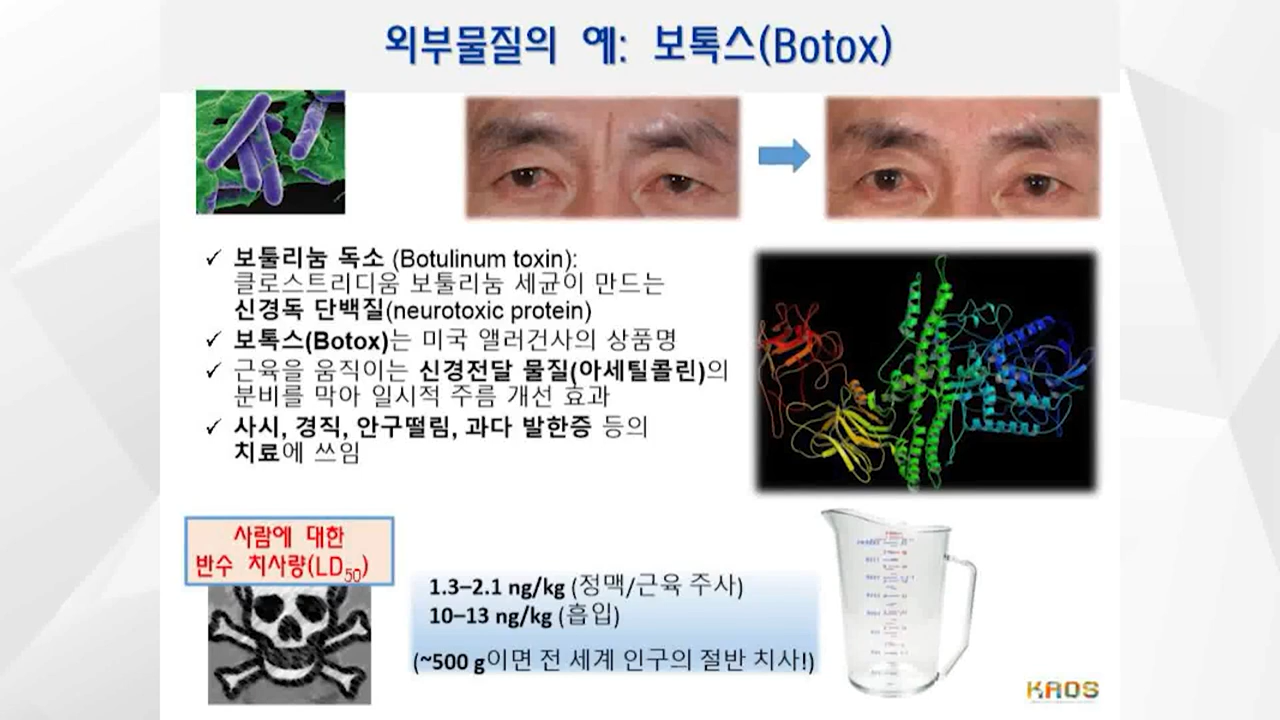 외부물질의 예: 보톡스(Botox)
✓ 보툴리눔 독소 (Botulinum toxin):
클로스트리디움 보툴리눔 세균이 만드는
신경독 단백질(neurotoxic protein)
✓ 보톡스(Botox)는 미국 앨러건사의 상품명
✓ 근육을 움직이는 신경전달 물질(아세틸콜린)의
분비를 막아 일시적 주름 개선 효과
✓ 사시, 경직, 안구떨림, 과다 발한증 등의
치료에 쓰임
사람에 대한
반수 치사량(LD50)
1.3–2.1 ng/kg (정맥/근육 주사)
10–13 ng/kg (흡입)
(~500 g이면 전 세계 인구의 절반 치사!)
KAOS